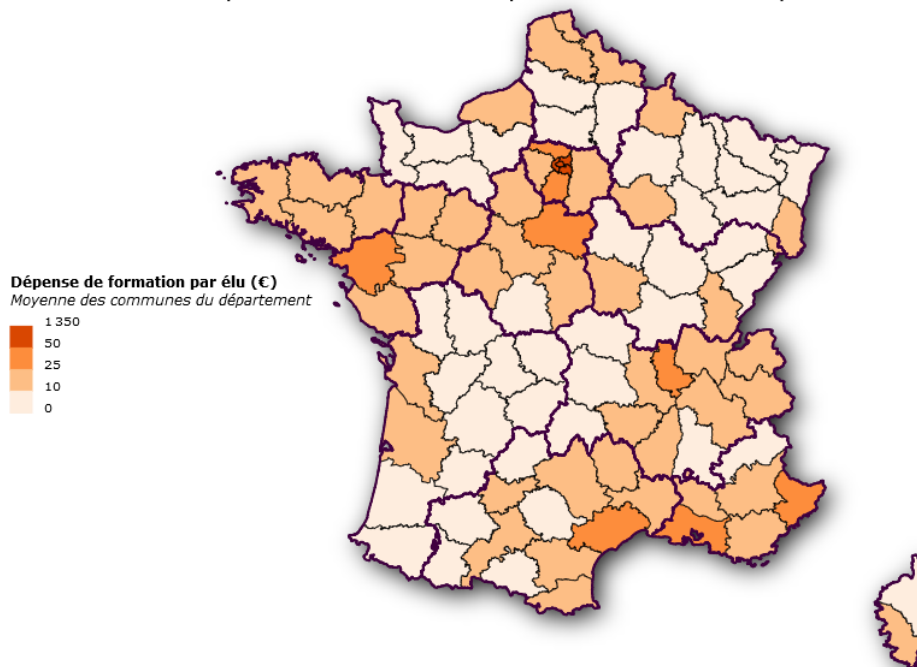 Dépense de formation par élu (€)
Moyenne des communes du département
1 350
50
25
10
0